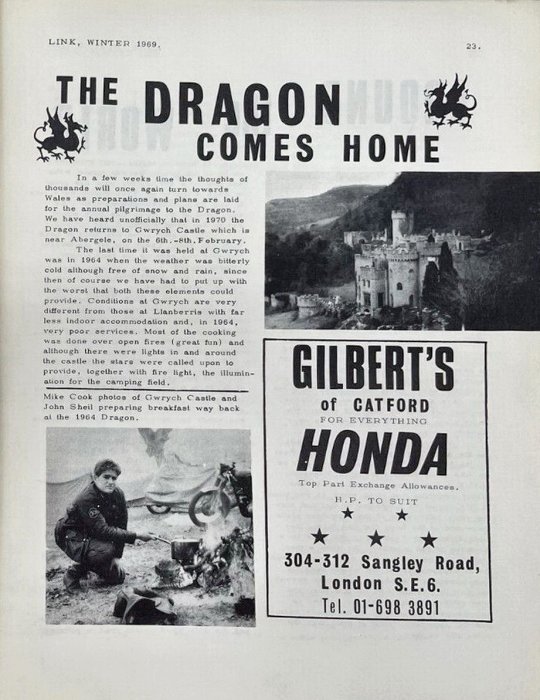 LINK, WINTER 1969.
23.
THE DRAGON
COMES HOME
In a few weeks time the thoughts of
thousands will once again turn towards
Wales as preparations and plans are laid
for the annual pilgrimage to the Dragon.
We have heard unofficially that in 1970 the
Dragon returns to Gwrych Castle which is
near Abergele, on the 6th.-8th. February.
The last time it was held at Gwrych
was in 1964 when the weather was bitterly
cold although free of snow and rain, since
then of course we have had to put up with
the worst that both these elements could
provide. Conditions at Gwrych are very
different from those at Llanberris with far
less indoor accommodation and, in 1964,
very poor services. Most of the cooking
was done over open fires (great fun) and
although there were lights in and around
the castle the stars were called upon to
provide, together with fire light, the illumin-
ation for the camping field.
Mike Cook photos of Gwrych Castle and
John Sheil preparing breakfast way back
at the 1964 Dragon.
GILBERT'S
of CATFORD
FOR EVERYTHING
HONDA
Top Part Exchange Allowances.
H.P. TO SUIT
304-312 Sangley Road,
London S.E.6.
Tel. 01-698 3891